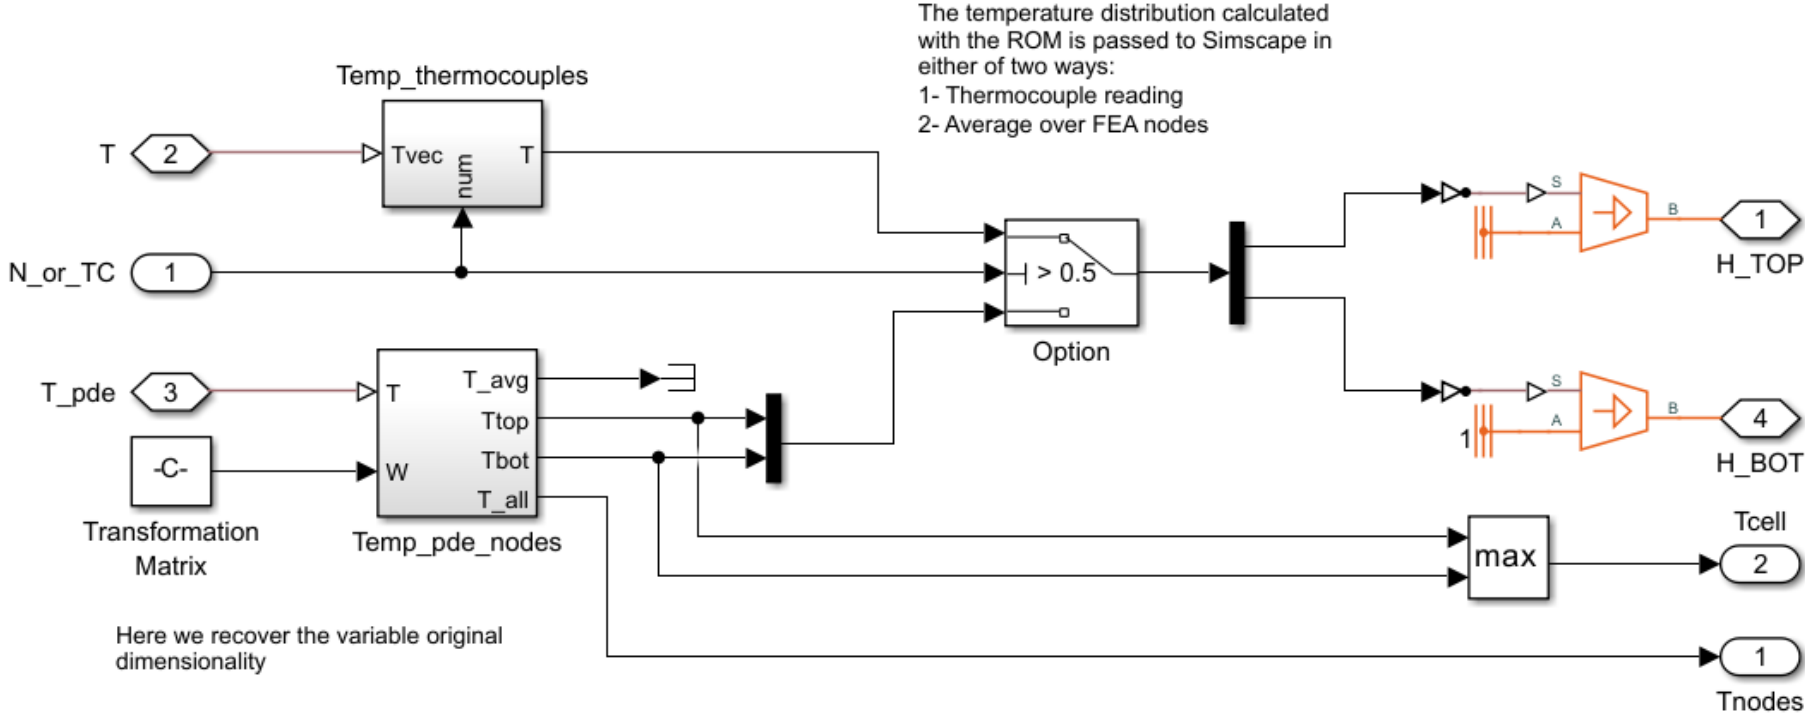 The temperature distribution calculated
with the ROM is passed to Simscape in
either of two ways:
1- Thermocouple reading
2- Average over FEA nodes
Temp_thermocouples
T
2
Tvec
num
T
N_or_TC
1
> 0.5
Option
S
A
B
1
H_TOP
T_pde
3
T
W
T_avg
Ttop
Tbot
T_all
Temp_pde_nodes
-C-
Transformation
Matrix
S
1
A
B
4
H_BOT
max
Tcell
2
Here we recover the variable original
dimensionality
1
Tnodes